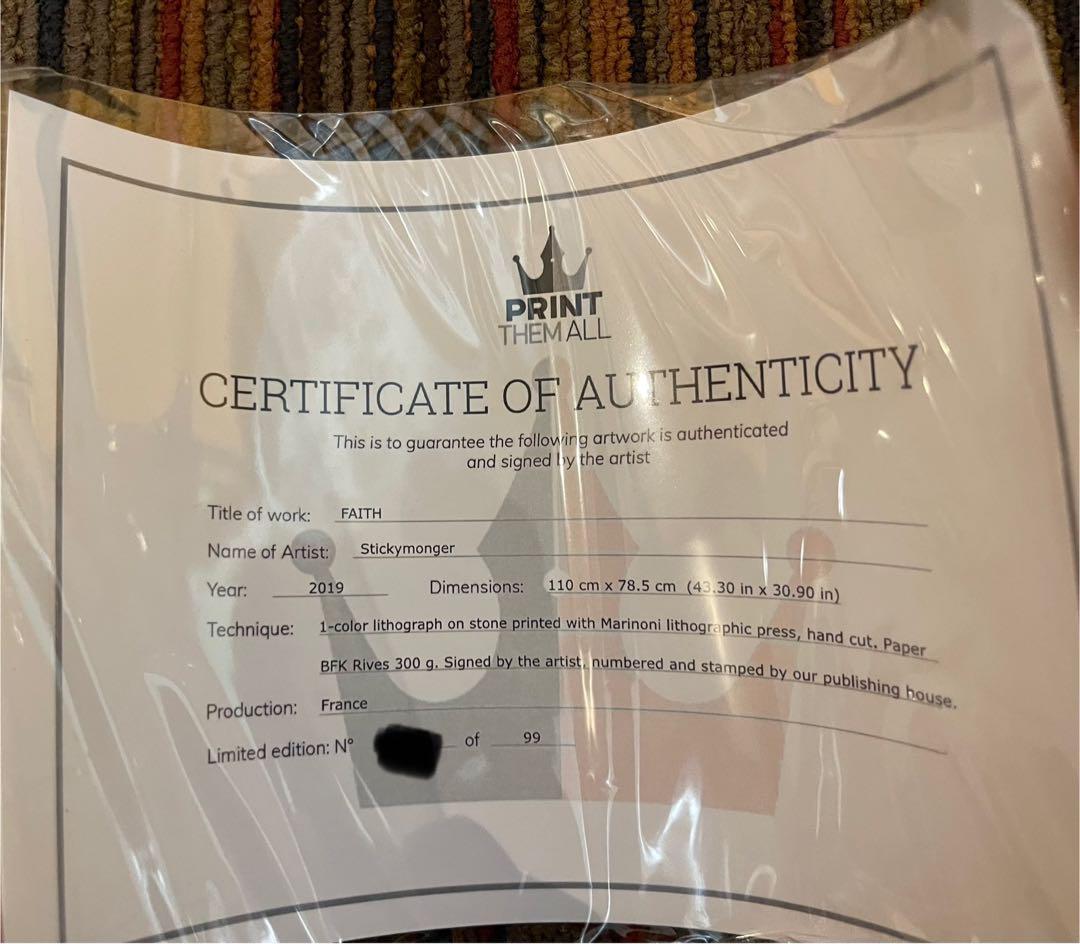 PRINT
THEM ALL
CERTIFICATE OF AUTHENTICITY
This is to guarantee the following artwork is authenticated
and signed by the artist
Title of work: FAITH
Name of Artist: Stickymonger
Year: 2019 Dimensions: 110 cm x 78.5 cm (43.30 in x 30.90 in)
Technique: 1-color lithograph on stone printed with Marinoni lithographic press, hand cut. Paper
BFK Rives 300 g. Signed by the artist, numbered and stamped by our publishing house.
Production: France
Limited edition: N° of 99